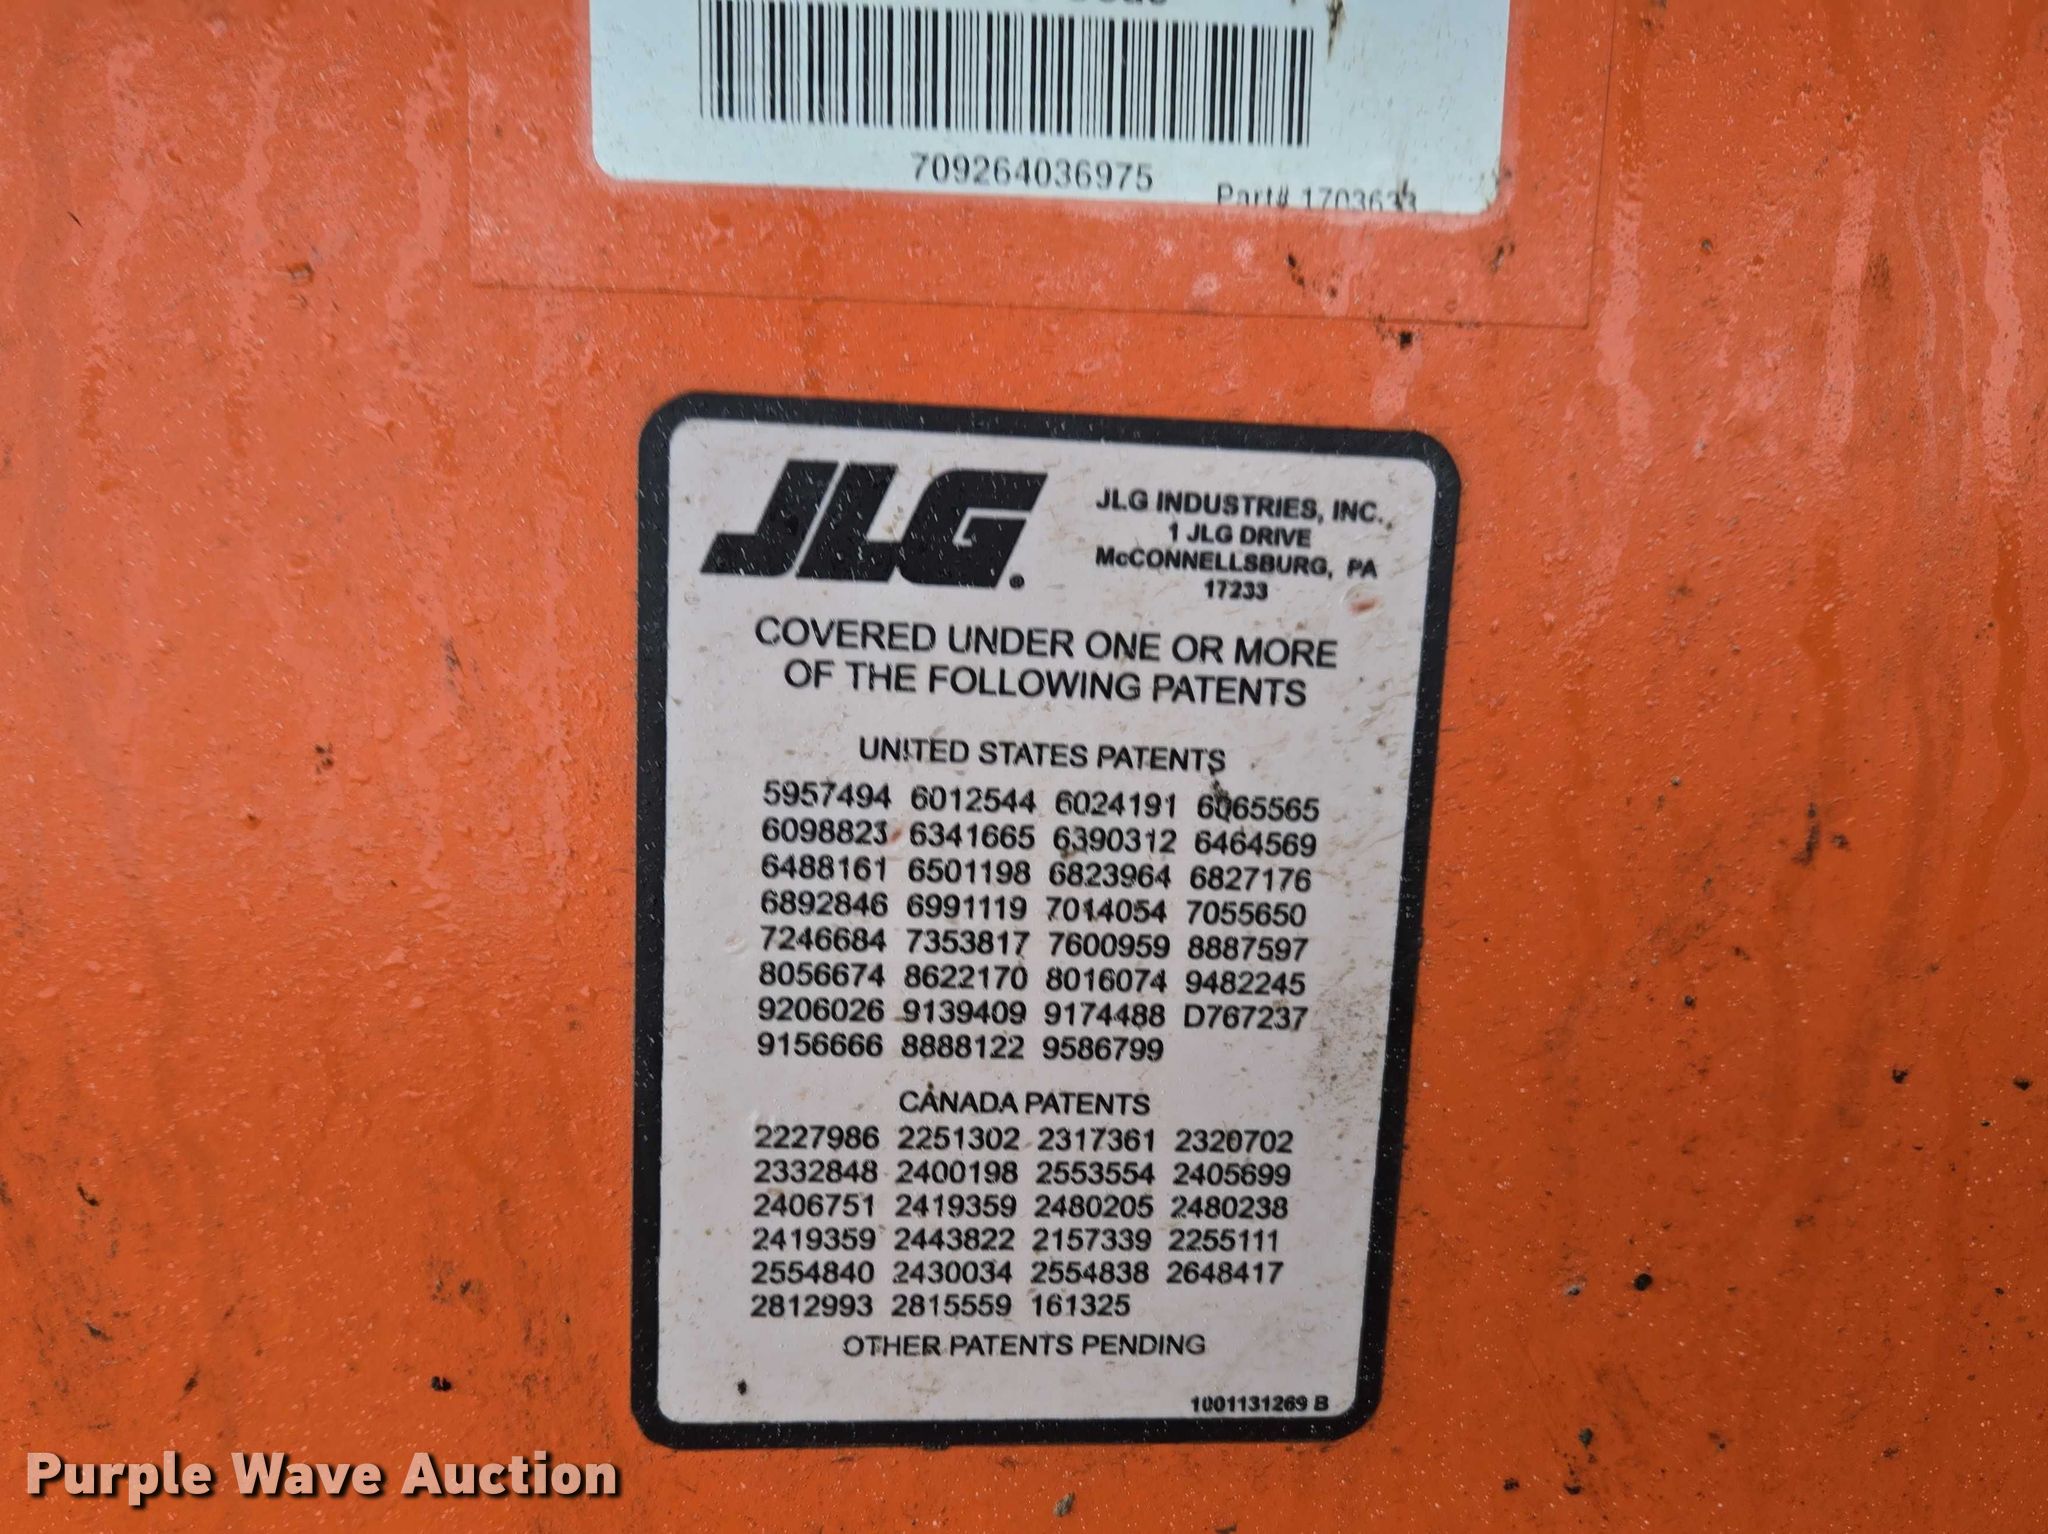 709264036975
Part# 1703633
JLG®
JLG INDUSTRIES, INC.
1 JLG DRIVE
McCONNELLSBURG, PA
17233
COVERED UNDER ONE OR MORE
OF THE FOLLOWING PATENTS
UNITED STATES PATENTS
5957494 6012544 6024191 6065565
6098823 6341665 6390312 6464569
6488161 6501198 6823964 6827176
6892846 6991119 7014054 7055650
7246684 7353817 7600959 8887597
8056674 8622170 8016074 9482245
9206026 9139409 9174488 D767237
9156666 8888122 9586799
CANADA PATENTS
2227986 2251302 2317361 2320702
2332848 2400198 2553554 2405699
2406751 2419359 2480205 2480238
2419359 2443822 2157339 2255111
2554840 2430034 2554838 2648417
2812993 2815559 161325
OTHER PATENTS PENDING
1001131269 B
Purple Wave Auction